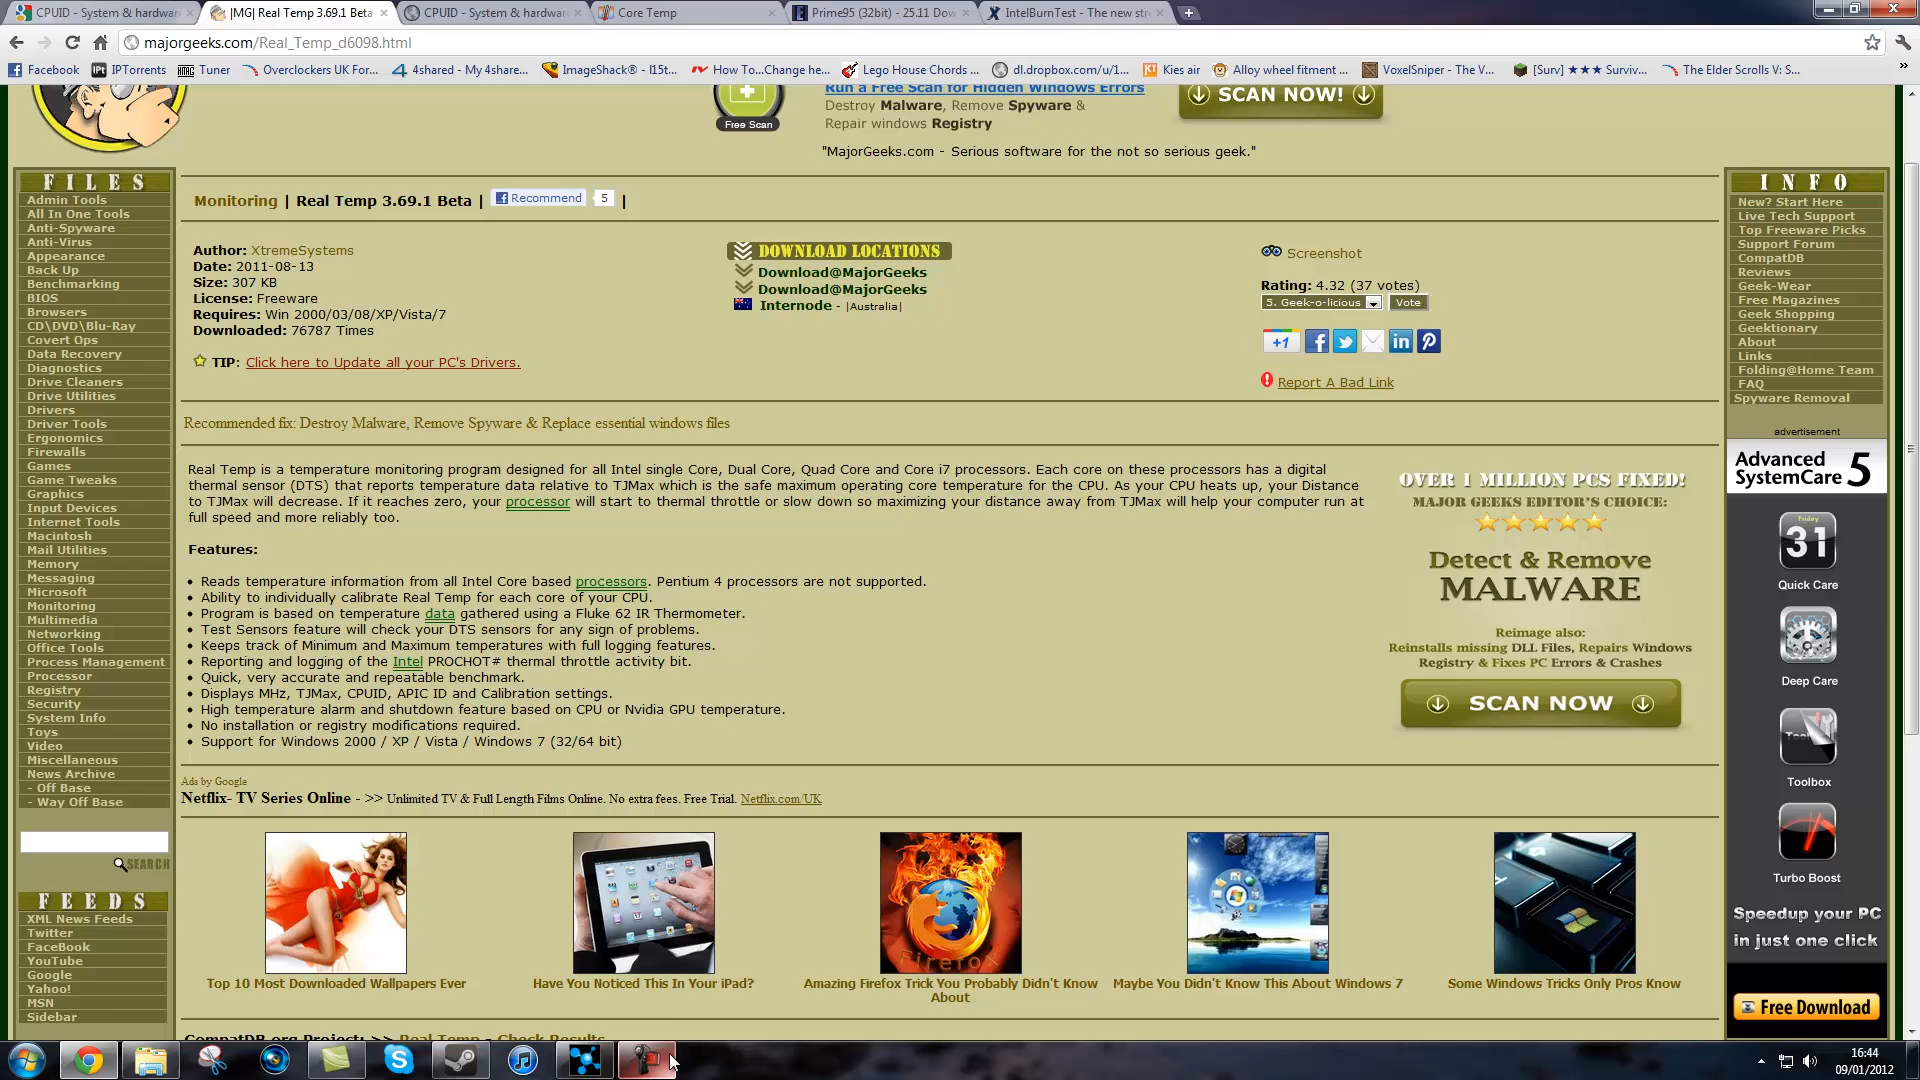 CPUID - System & hardwar
|MG| Real Temp 3.69.1 Beta
CPUID - System & hardwar
Core Temp
Prime95 (32bit) - 25.11 Dow
IntelBurnTest - The new str
majorgeeks.com/Real_Temp_d6098.html
Facebook
IPTorrents
Tuner
Overclockers UK For...
4shared - My 4share...
ImageShack® - l15t...
How To...Change he...
Lego House Chords ...
dl.dropbox.com/u/1...
Kies air
Alloy wheel fitment ...
VoxelSniper - The V...
[Surv] ★★★ Surviv...
The Elder Scrolls V: S...
Free Scan
Run a Free Scan for Hidden Windows Errors
Destroy Malware, Remove Spyware &
Repair windows Registry
SCAN NOW!
"MajorGeeks.com - Serious software for the not so serious geek."
FILES
Admin Tools
All In One Tools
Anti-Spyware
Anti-Virus
Appearance
Back Up
Benchmarking
BIOS
Browsers
CD\DVD\Blu-Ray
Covert Ops
Data Recovery
Diagnostics
Drive Cleaners
Drive Utilities
Drivers
Driver Tools
Ergonomics
Firewalls
Games
Game Tweaks
Graphics
Input Devices
Internet Tools
Macintosh
Mail Utilities
Memory
Messaging
Microsoft
Monitoring
Multimedia
Networking
Office Tools
Process Management
Processor
Registry
Security
System Info
Toys
Video
Miscellaneous
News Archive
- Off Base
- Way Off Base
SEARCH
FEEDS
XML News Feeds
Twitter
FaceBook
YouTube
Google
Yahoo!
MSN
Sidebar
Monitoring | Real Temp 3.69.1 Beta | Recommend 5 |
Author: XtremeSystems
Date: 2011-08-13
Size: 307 KB
License: Freeware
Requires: Win 2000/03/08/XP/Vista/7
Downloaded: 76787 Times
TIP: Click here to Update all your PC's Drivers.
DOWNLOAD LOCATIONS
Download@MajorGeeks
Download@MajorGeeks
Internode - |Australia|
Screenshot
Rating: 4.32 (37 votes)
5. Geek-o-licious Vote
+1
Report A Bad Link
Recommended fix: Destroy Malware, Remove Spyware & Replace essential windows files
Real Temp is a temperature monitoring program designed for all Intel single Core, Dual Core, Quad Core and Core i7 processors. Each core on these processors has a digital
thermal sensor (DTS) that reports temperature data relative to TJMax which is the safe maximum operating core temperature for the CPU. As your CPU heats up, your Distance
to TJMax will decrease. If it reaches zero, your processor will start to thermal throttle or slow down so maximizing your distance away from TJMax will help your computer run at
full speed and more reliably too.
Features:
• Reads temperature information from all Intel Core based processors. Pentium 4 processors are not supported.
• Ability to individually calibrate Real Temp for each core of your CPU.
• Program is based on temperature data gathered using a Fluke 62 IR Thermometer.
• Test Sensors feature will check your DTS sensors for any sign of problems.
• Keeps track of Minimum and Maximum temperatures with full logging features.
• Reporting and logging of the Intel PROCHOT# thermal throttle activity bit.
• Quick, very accurate and repeatable benchmark.
• Displays MHz, TJMax, CPUID, APIC ID and Calibration settings.
• High temperature alarm and shutdown feature based on CPU or Nvidia GPU temperature.
• No installation or registry modifications required.
• Support for Windows 2000 / XP / Vista / Windows 7 (32/64 bit)
OVER 1 MILLION PCS FIXED!
MAJOR GEEKS EDITOR'S CHOICE:
Detect & Remove
MALWARE
Reimage also:
Reinstalls missing DLL Files, Repairs Windows
Registry & Fixes PC Errors & Crashes
SCAN NOW
Ads by Google
Netflix- TV Series Online - >> Unlimited TV & Full Length Films Online. No extra fees. Free Trial. Netflix.com/UK
Firefox
Top 10 Most Downloaded Wallpapers Ever
Have You Noticed This In Your iPad?
Amazing Firefox Trick You Probably Didn't Know
About
Maybe You Didn't Know This About Windows 7
Some Windows Tricks Only Pros Know
CompatDB.org Project: >> Real Temp - Check Results
INFO
New? Start Here
Live Tech Support
Top Freeware Picks
Support Forum
CompatDB
Reviews
Geek-Wear
Free Magazines
Geek Shopping
Geektionary
About
Links
Folding@Home Team
FAQ
Spyware Removal
advertisement
Advanced
SystemCare 5
Friday
31
Quick Care
Deep Care
Toolbox
Turbo Boost
Speedup your PC
in just one click
Free Download
16:44
09/01/2012